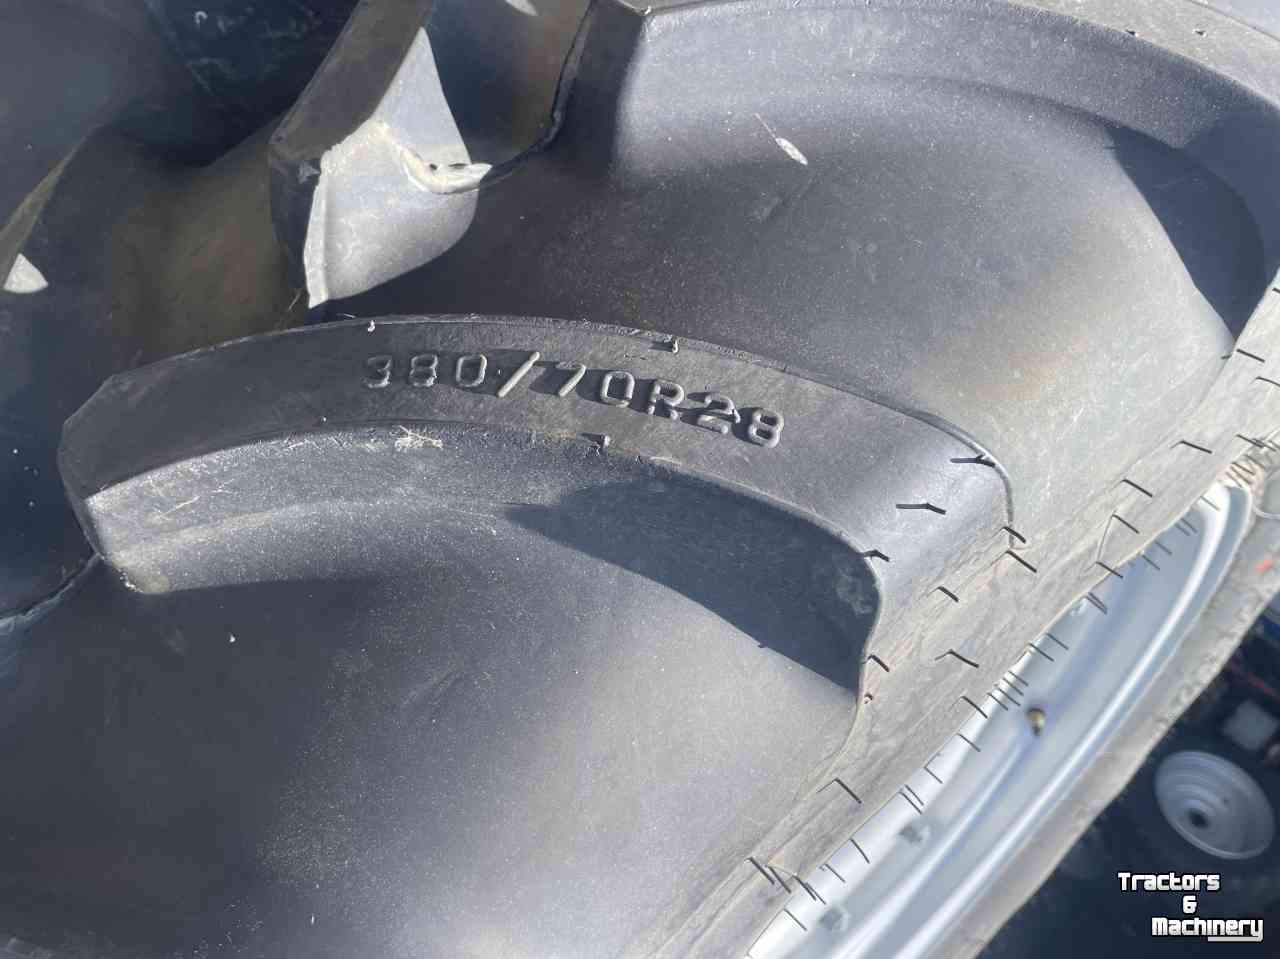 380/70R28
Tractors
&
Machinery